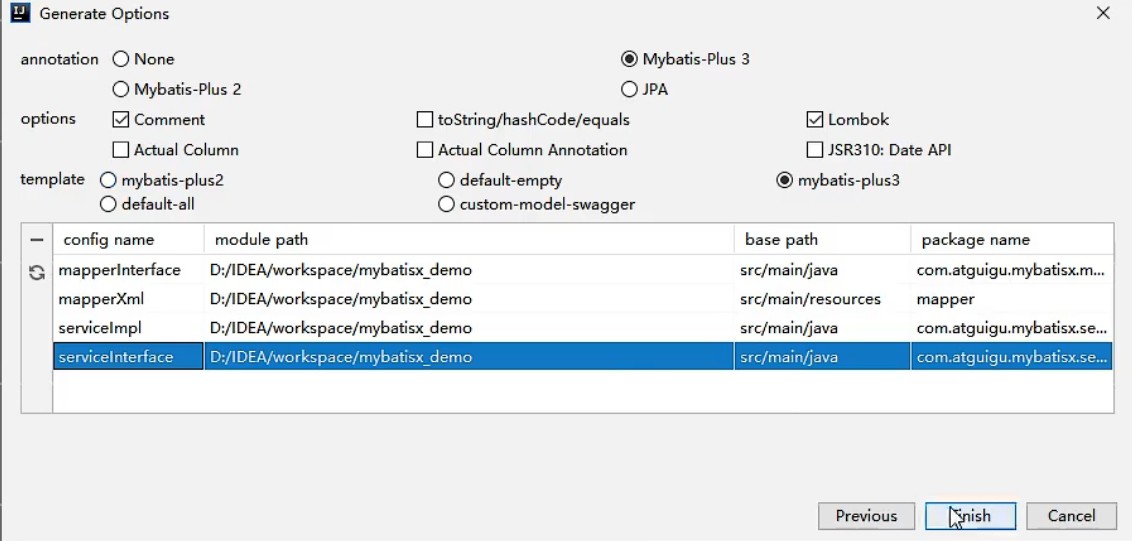 IJ Generate Options
annotation None Mybatis-Plus 3
Mybatis-Plus 2 JPA
options Comment toString/hashCode/equals Lombok
Actual Column Actual Column Annotation JSR310: Date API
template mybatis-plus2 default-empty mybatis-plus3
default-all custom-model-swagger
config name module path base path package name
mapperInterface D:/IDEA/workspace/mybatisx_demo src/main/java com.atguigu.mybatisx.m...
mapperXml D:/IDEA/workspace/mybatisx_demo src/main/resources mapper
serviceImpl D:/IDEA/workspace/mybatisx_demo src/main/java com.atguigu.mybatisx.se...
serviceInterface D:/IDEA/workspace/mybatisx_demo src/main/java com.atguigu.mybatisx.se...
Previous Finish Cancel